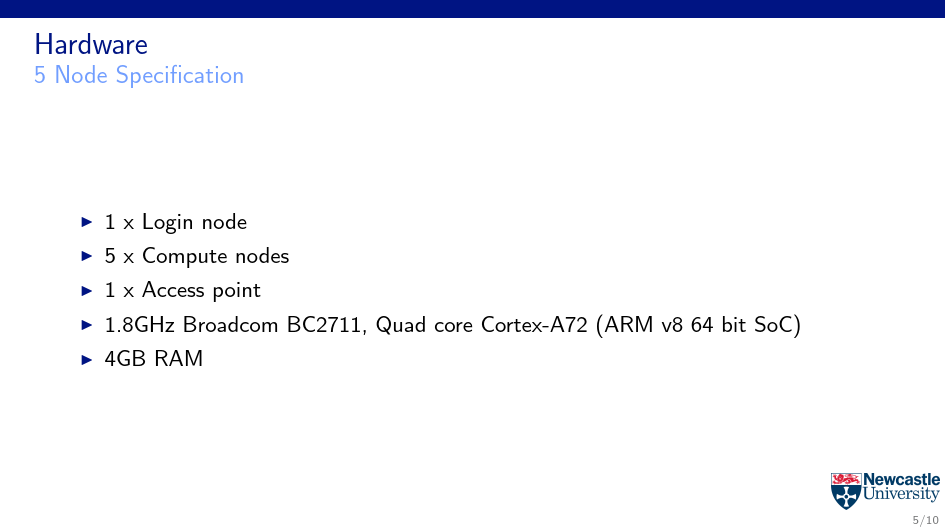 Hardware
5 Node Specification
1 x Login node
5 x Compute nodes
1 x Access point
1.8GHz Broadcom BC2711, Quad core Cortex-A72 (ARM v8 64 bit SoC)
4GB RAM
Newcastle
University
5/10